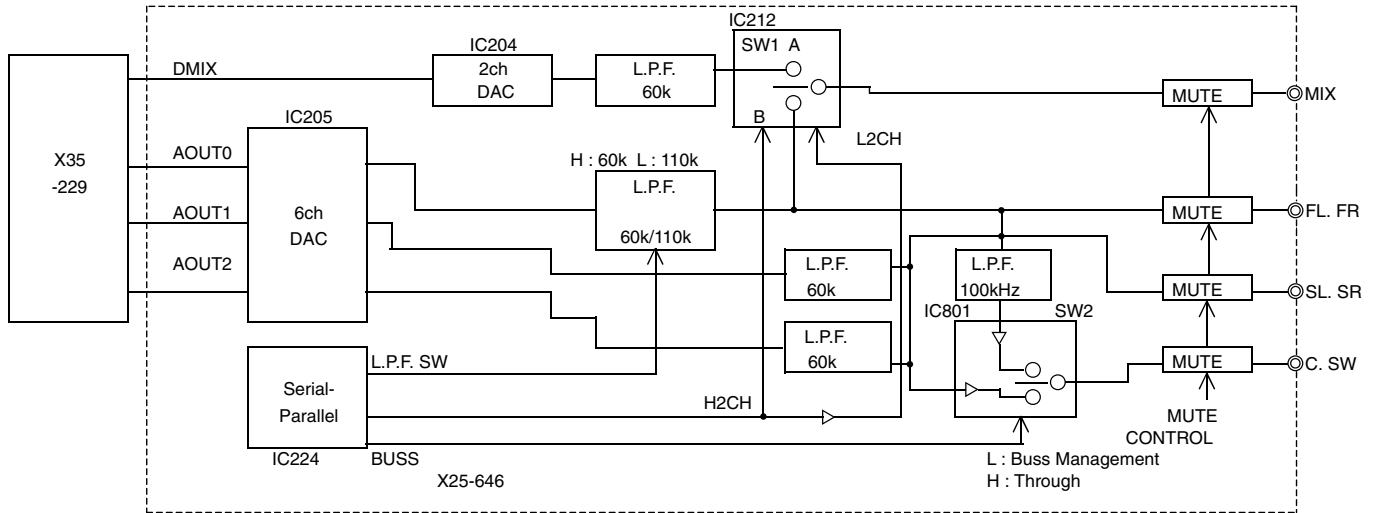 IC212
IC204
SW1 A
DMIX
2ch
DAC
L.P.F.
60k
MUTE
MIX
B
IC205
L2CH
X35
-229
AOUT0
H : 60k L : 110k
L.P.F.
60k/110k
AOUT1
6ch
DAC
MUTE
FL. FR
AOUT2
L.P.F.
60k
L.P.F.
100kHz
MUTE
SL. SR
IC801
SW2
L.P.F.
60k
L.P.F. SW
MUTE
C. SW
Serial-
Parallel
H2CH
MUTE
CONTROL
IC224
BUSS
L : Buss Management
H : Through
X25-646